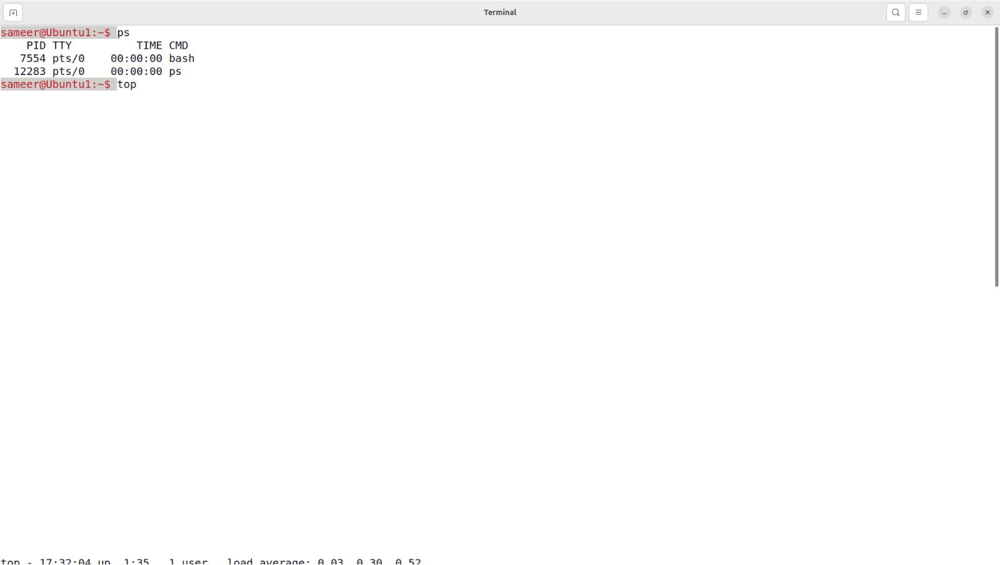 Terminal
sameer@Ubuntu1:~$ ps
    PID TTY          TIME CMD
   7554 pts/0    00:00:00 bash
  12283 pts/0    00:00:00 ps
sameer@Ubuntu1:~$ top
top - 17:32:04 up  1:35,  1 user,  load average: 0.03, 0.30, 0.52